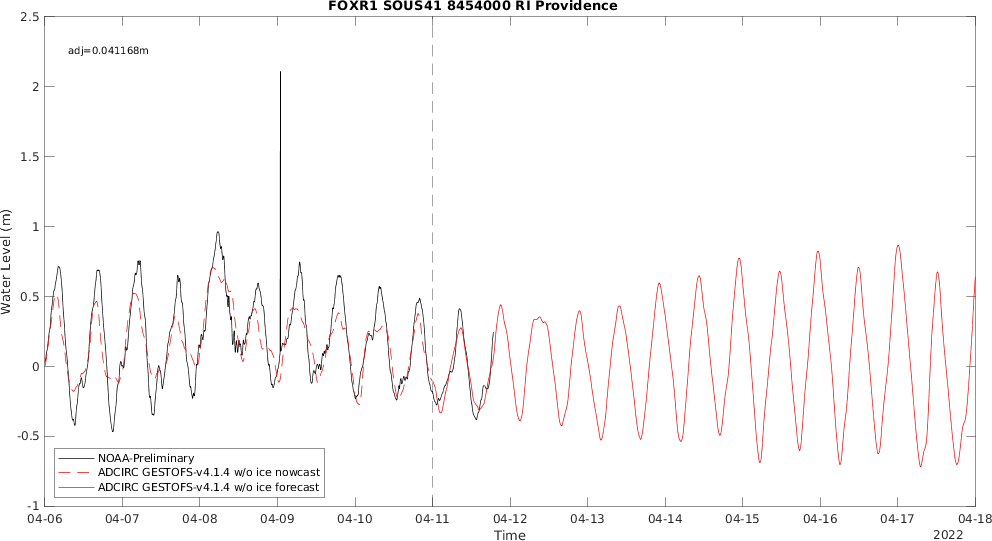 FOXR1 SOUS41 8454000 RI Providence
adj=0.041168m
2.5
2
1.5
1
0.5
0
-0.5
-1
Water Level (m)
NOAA-Preliminary
ADCIRC GESTOFS-v4.1.4 w/o ice nowcast
ADCIRC GESTOFS-v4.1.4 w/o ice forecast
04-06 04-07 04-08 04-09 04-10 04-11 04-12 04-13 04-14 04-15 04-16 04-17 04-18
Time
2022